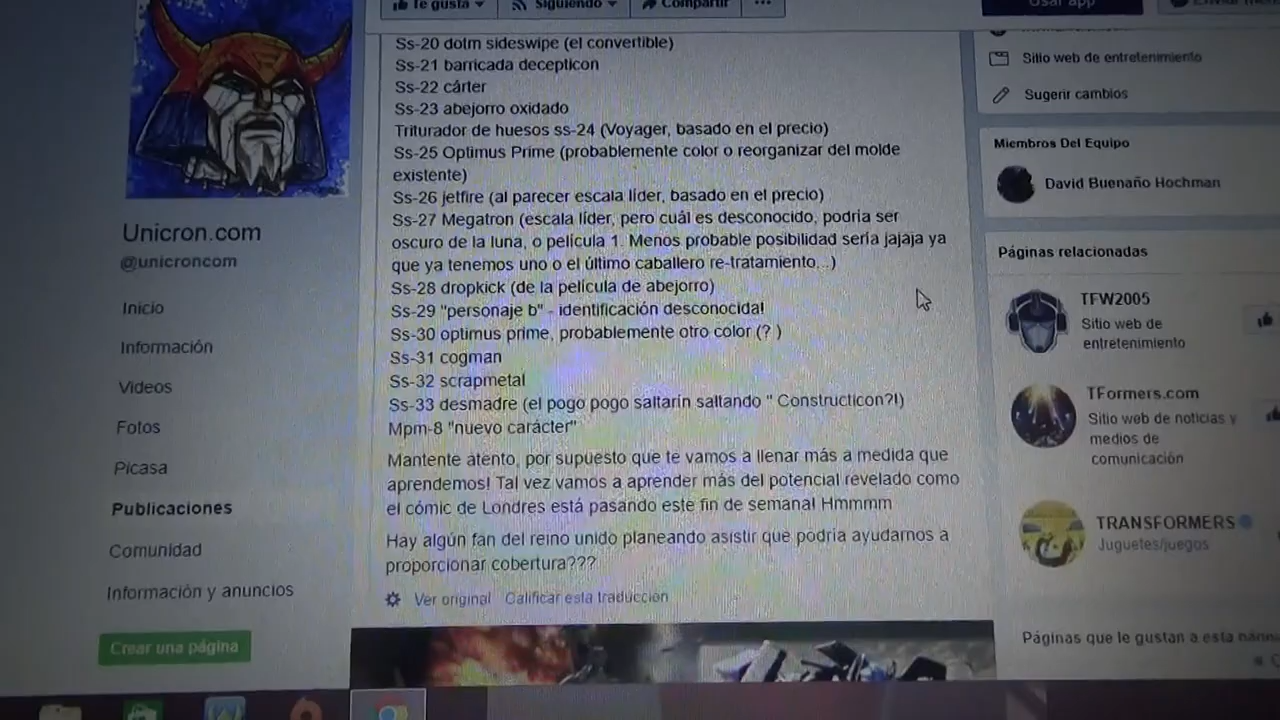 Te gusta
Siguiendo
Compartir
...
Usar app
Ss-20 dotm sideswipe (el convertible)
Ss-21 barricada decepticon
Ss-22 cárter
Ss-23 abejorro oxidado
Triturador de huesos ss-24 (Voyager, basado en el precio)
Ss-25 Optimus Prime (probablemente color o reorganizar del molde
existente)
Ss-26 jetfire (al parecer escala líder, basado en el precio)
Ss-27 Megatron (escala líder, pero cuál es desconocido, podría ser
oscuro de la luna, o película 1. Menos probable posibilidad sería jajaja ya
que ya tenemos uno o el último caballero re-tratamiento...)
Ss-28 dropkick (de la película de abejorro)
Ss-29 "personaje b" - identificación desconocida!
Ss-30 optimus prime, probablemente otro color (? )
Ss-31 cogman
Ss-32 scrapmetal
Ss-33 desmadre (el pogo pogo saltarín saltando " Constructicon?!)
Mpm-8 "nuevo carácter"
Mantente atento, por supuesto que te vamos a llenar más a medida que
aprendemos! Tal vez vamos a aprender más del potencial revelado como
el cómic de Londres está pasando este fin de semana! Hmmmm
Hay algún fan del reino unido planeando asistir que podría ayudarnos a
proporcionar cobertura???
Ver original Calificar esta traducción
Unicron.com
@unicroncom
Inicio
Información
Videos
Fotos
Picasa
Publicaciones
Comunidad
Información y anuncios
Crear una página
Sitio web de entretenimiento
Sugerir cambios
Miembros Del Equipo
David Buenaño Hochman
Páginas relacionadas
TFW2005
Sitio web de
entretenimiento
TFormers.com
Sitio web de noticias y
medios de
comunicación
TRANSFORMERS
Juguetes/juegos
Páginas que le gustan a esta